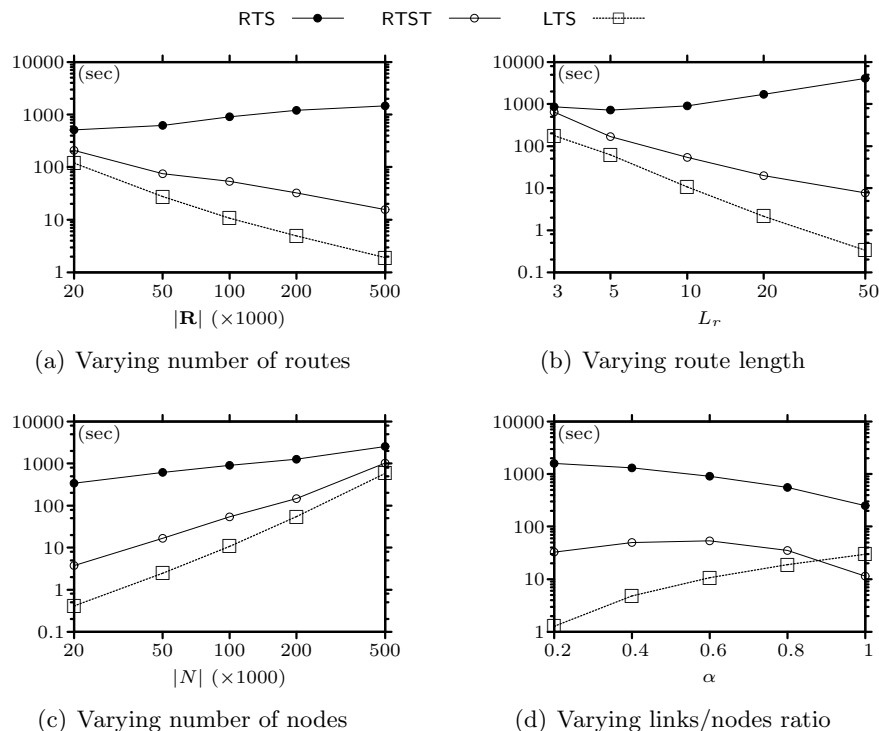 RTS RTST LTS
(sec) (sec)
10000 10000
1000 1000
100 100
10 10
1 1
0.1
20 50 100 200 500 3 5 10 20 50
|R| (×1000) L_r
(a) Varying number of routes (b) Varying route length
(sec) (sec)
10000 10000
1000 1000
100 100
10 10
1 1
0.1
20 50 100 200 500 0.2 0.4 0.6 0.8 1
|N| (×1000) α
(c) Varying number of nodes (d) Varying links/nodes ratio